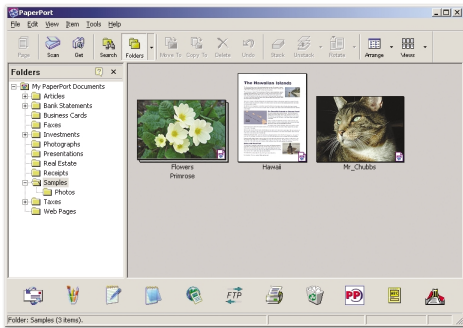 PaperPort
File Edit View Item Tools Help
Page Scan Get Search Folders Move To Copy To Delete Undo Stack Unstack Rotate Arrange Views
Folders
My PaperPort Documents
Articles
Bank Statements
Business Cards
Faxes
Investments
Photographs
Presentations
Real Estate
Receipts
Samples
Photos
Taxes
Web Pages
The Hawaiian Islands
Flowers
Primrose
Hawaii
Mr_Chubbs
FTP
PP
Folder: Samples (3 items).